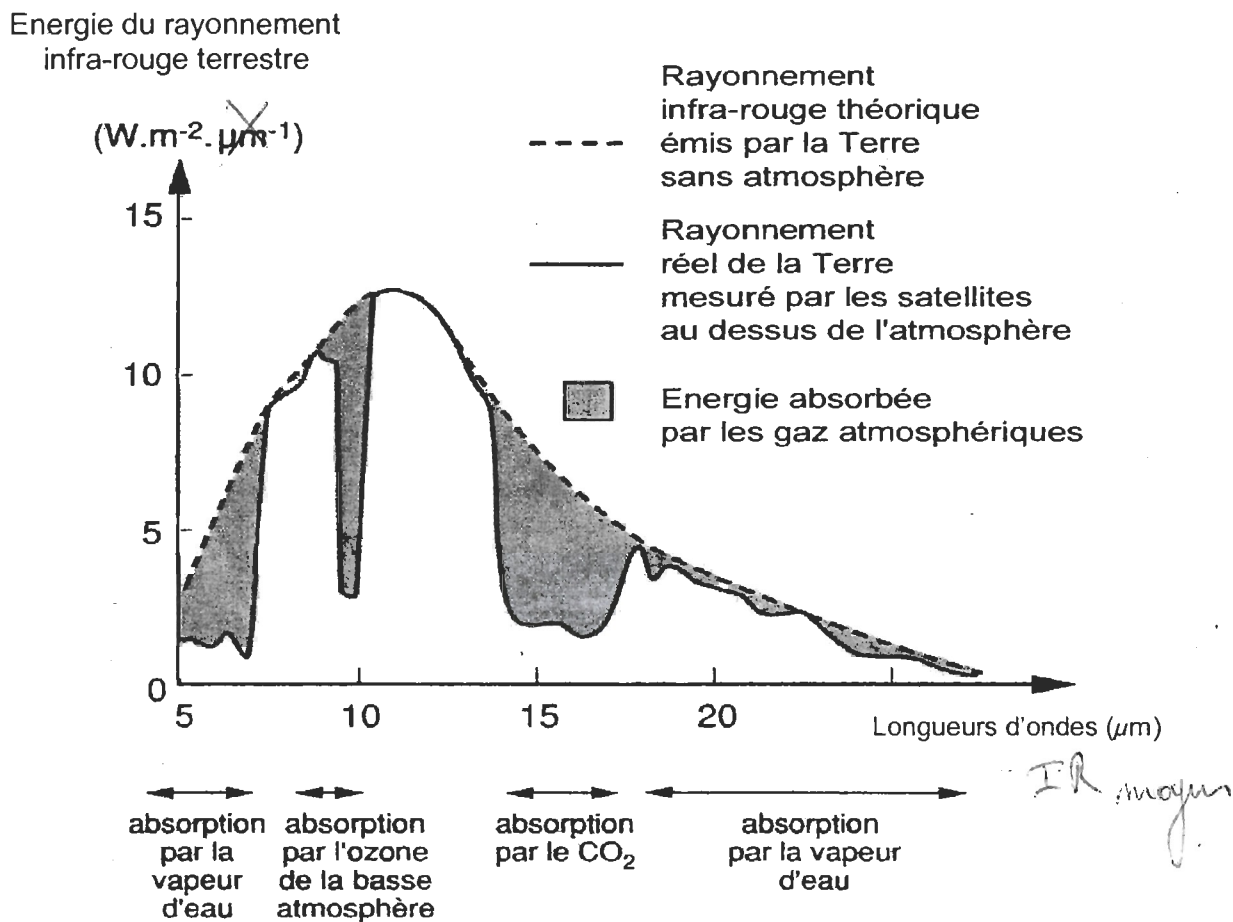 Energie du rayonnement
infra-rouge terrestre
(W.m-2.µm-1)
Rayonnement
infra-rouge théorique
émis par la Terre
sans atmosphère
Rayonnement
réel de la Terre
mesuré par les satellites
au dessus de l'atmosphère
Energie absorbée
par les gaz atmosphériques
15
10
5
0
5
10
15
20
Longueurs d'ondes (µm)
IR
absorption
par la
vapeur
d'eau
absorption
par l'ozone
de la basse
atmosphère
absorption
par le CO2
absorption
par la vapeur
d'eau